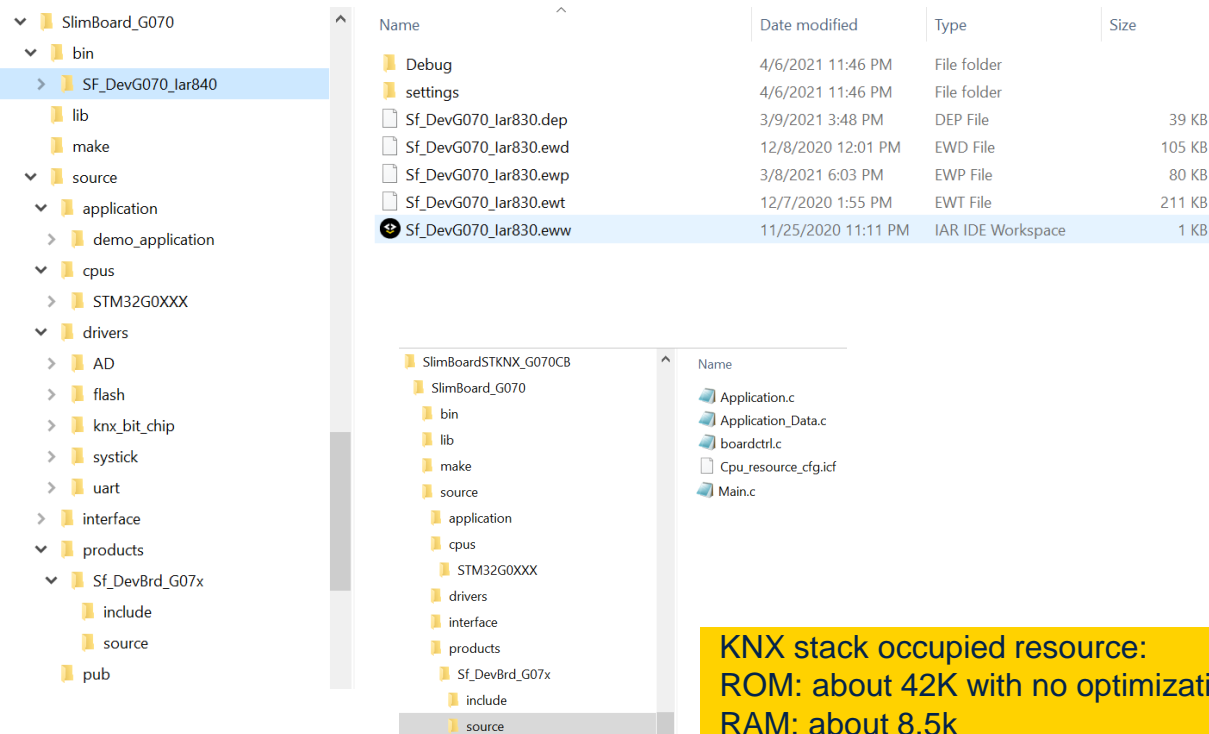 SlimBoard_G070
bin
SF_DevG070_Iar840
lib
make
source
application
demo_application
cpus
STM32G0XXX
drivers
AD
flash
knx_bit_chip
systick
uart
interface
products
Sf_DevBrd_G07x
include
source
pub
Name Date modified Type Size
Debug 4/6/2021 11:46 PM File folder
settings 4/6/2021 11:46 PM File folder
Sf_DevG070_Iar830.dep 3/9/2021 3:48 PM DEP File 39 KB
Sf_DevG070_Iar830.ewd 12/8/2020 12:01 PM EWD File 105 KB
Sf_DevG070_Iar830.ewp 3/8/2021 6:03 PM EWP File 80 KB
Sf_DevG070_Iar830.ewt 12/7/2020 1:55 PM EWT File 211 KB
Sf_DevG070_Iar830.eww 11/25/2020 11:11 PM IAR IDE Workspace 1 KB
SlimBoardSTKNX_G070CB
SlimBoard_G070
bin
lib
make
source
application
cpus
STM32G0XXX
drivers
interface
products
Sf_DevBrd_G07x
include
source
Name
Application.c
Application_Data.c
boardctrl.c
Cpu_resource_cfg.icf
Main.c
KNX stack occupied resource:
ROM: about 42K with no optimizati
RAM: about 8.5k